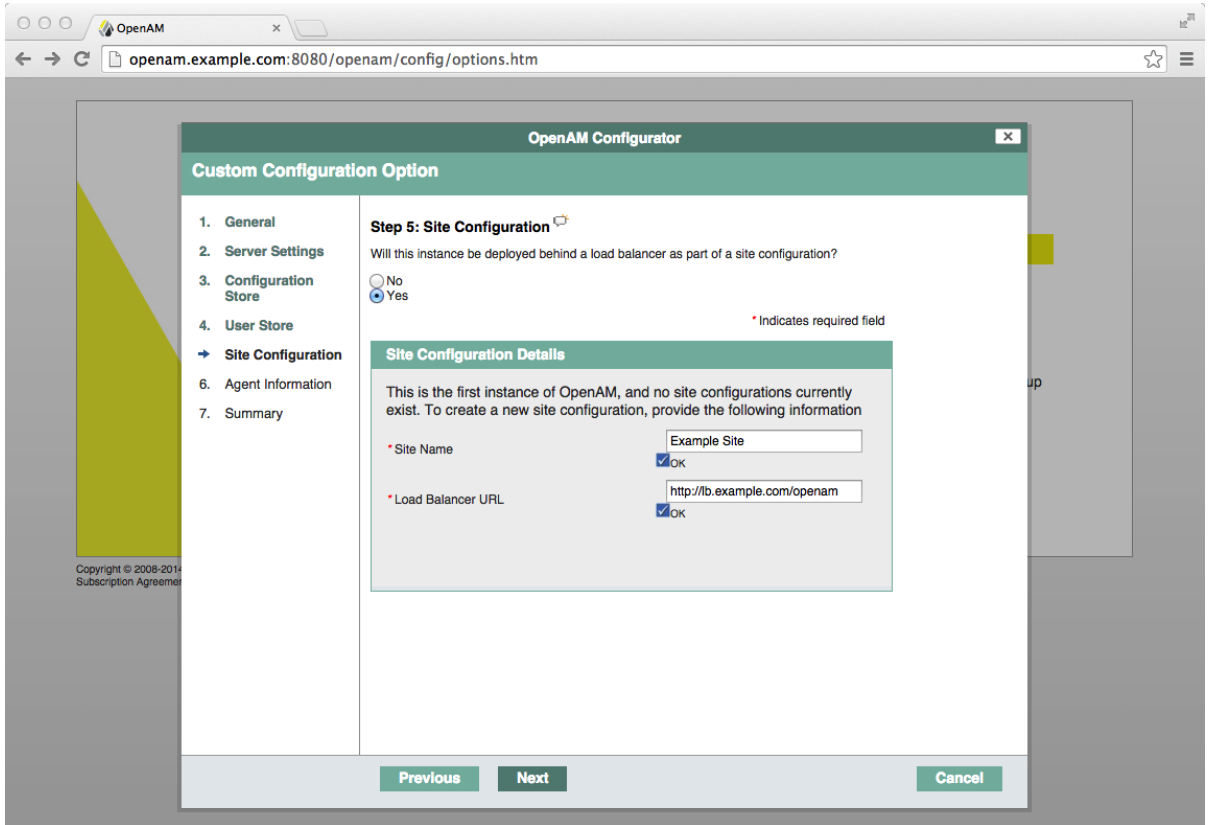 OpenAM
openam.example.com:8080/openam/config/options.htm
OpenAM Configurator
Custom Configuration Option
1. General
2. Server Settings
3. Configuration
Store
4. User Store
Site Configuration
6. Agent Information
7. Summary
Step 5: Site Configuration
Will this instance be deployed behind a load balancer as part of a site configuration?
No
Yes
* Indicates required field
Site Configuration Details
This is the first instance of OpenAM, and no site configurations currently
exist. To create a new site configuration, provide the following information
* Site Name
Example Site
OK
* Load Balancer URL
http://lb.example.com/openam
OK
up
Copyright © 2008-2014
Subscription Agreemen
Previous
Next
Cancel